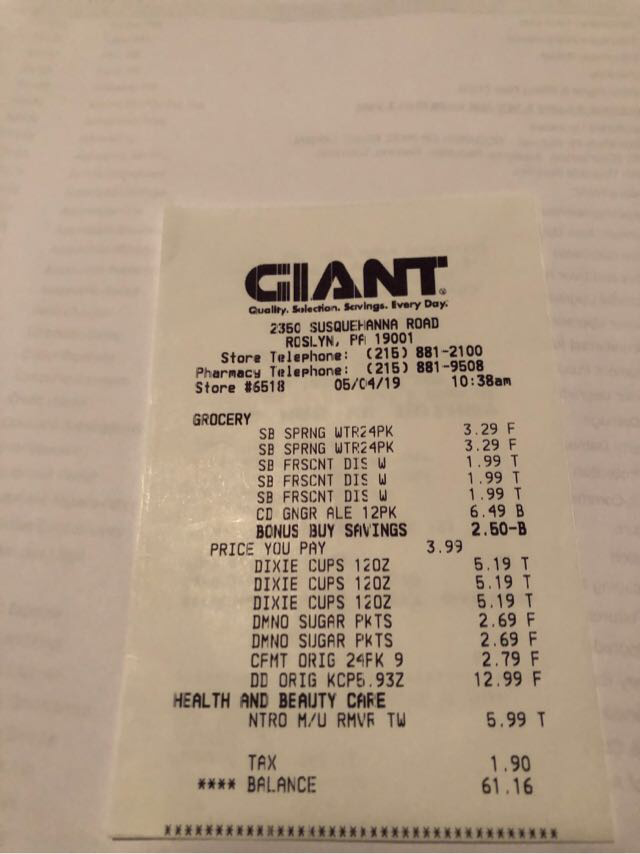 GIANT®
Quality. Selection. Savings. Every Day.
2350 SUSQUEHANNA ROAD
ROSLYN, PA 19001
Store Telephone: (215) 881-2100
Pharmacy Telephone: (215) 881-9508
Store #6518 05/04/19 10:38am
GROCERY
SB SPRNG WTR24PK 3.29 F
SB SPRNG WTR24PK 3.29 F
SB FRSCNT DIS W 1.99 T
SB FRSCNT DIS W 1.99 T
SB FRSCNT DIS W 1.99 T
CD GNGR ALE 12PK 6.49 B
BONUS BUY SAVINGS 2.50-B
PRICE YOU PAY 3.99
DIXIE CUPS 12OZ 5.19 T
DIXIE CUPS 12OZ 5.19 T
DIXIE CUPS 12OZ 5.19 T
DMNO SUGAR PKTS 2.69 F
DMNO SUGAR PKTS 2.69 F
CFMT ORIG 24PK 9 2.79 F
DD ORIG KCP5.93Z 12.99 F
HEALTH AND BEAUTY CARE
NTRO M/U RMVR TW 5.99 T
TAX 1.90
**** BALANCE 61.16